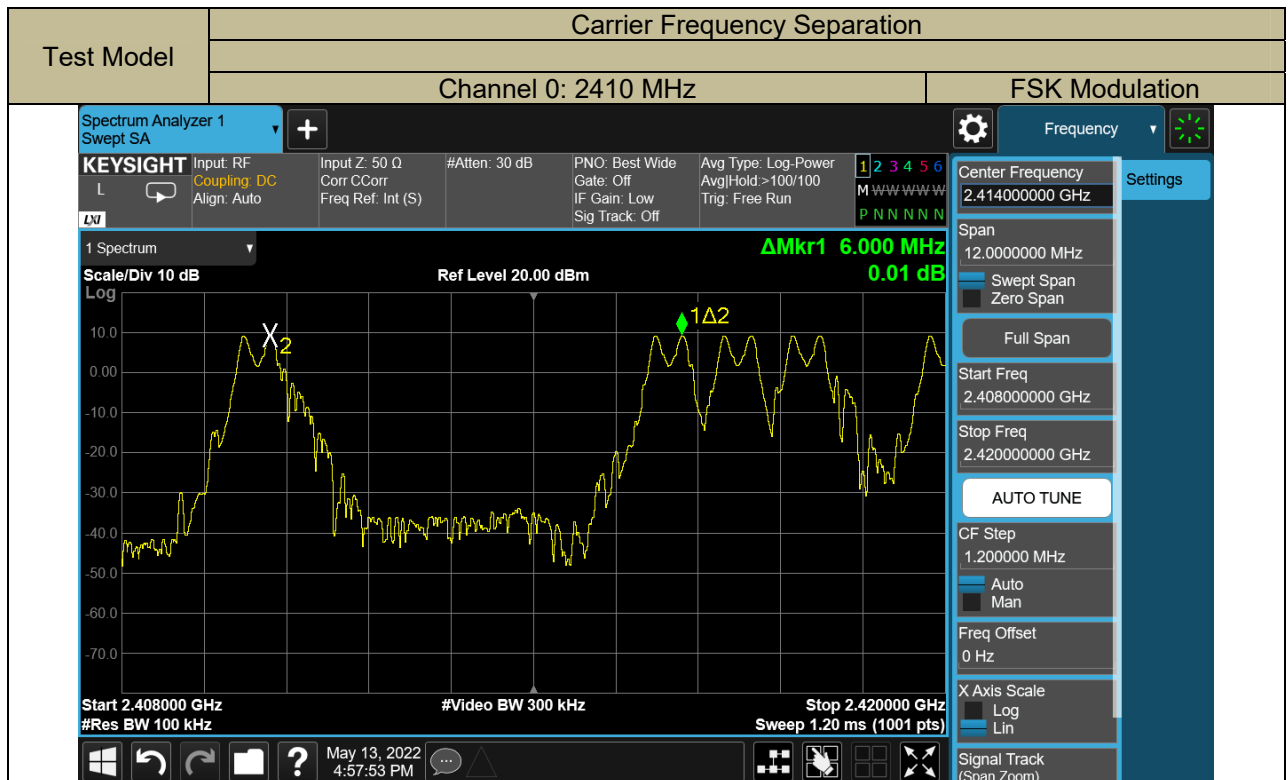 Test Model
Carrier Frequency Separation
Channel 0: 2410 MHz
FSK Modulation
Spectrum Analyzer 1
Swept SA
+
Frequency
KEYSIGHT
L
LXI
Input: RF
Coupling: DC
Align: Auto
Input Z: 50 Ω
Corr CCorr
Freq Ref: Int (S)
#Atten: 30 dB
PNO: Best Wide
Gate: Off
IF Gain: Low
Sig Track: Off
Avg Type: Log-Power
Avg|Hold:>100/100
Trig: Free Run
1 2 3 4 5 6
M W W W W W
P N N N N N
Center Frequency
2.414000000 GHz
Settings
1 Spectrum
ΔMkr1 6.000 MHz
0.01 dB
Scale/Div 10 dB
Ref Level 20.00 dBm
Log
10.0
0.00
-10.0
-20.0
-30.0
-40.0
-50.0
-60.0
-70.0
X2
1Δ2
Start 2.408000 GHz
#Video BW 300 kHz
Stop 2.420000 GHz
#Res BW 100 kHz
Sweep 1.20 ms (1001 pts)
Span
12.0000000 MHz
Swept Span
Zero Span
Full Span
Start Freq
2.408000000 GHz
Stop Freq
2.420000000 GHz
AUTO TUNE
CF Step
1.200000 MHz
Auto
Man
Freq Offset
0 Hz
X Axis Scale
Log
Lin
Signal Track
(Span Zoom)
?
May 13, 2022
4:57:53 PM